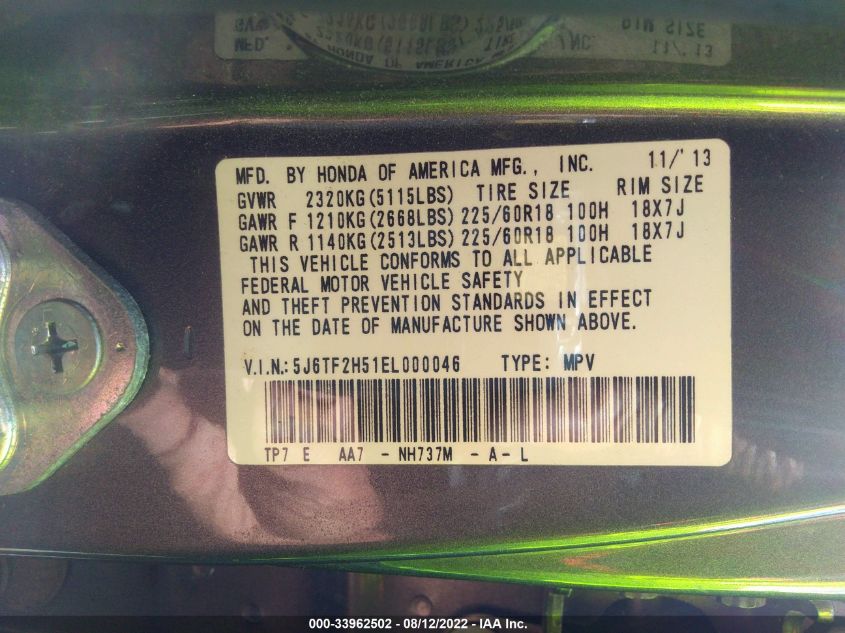 MFD. BY HONDA OF AMERICA MFG., INC. 11/'13
GVWR 2320KG(5115LBS) TIRE SIZE RIM SIZE
GAWR F 1210KG(2668LBS) 225/60R18 100H 18X7J
GAWR R 1140KG(2513LBS) 225/60R18 100H 18X7J
THIS VEHICLE CONFORMS TO ALL APPLICABLE
FEDERAL MOTOR VEHICLE SAFETY
AND THEFT PREVENTION STANDARDS IN EFFECT
ON THE DATE OF MANUFACTURE SHOWN ABOVE.
V.I.N.:5J6TF2H51EL000046 TYPE: MPV
TP7 E AA7 - NH737M - A - L
000-33962502 - 08/12/2022 - IAA Inc.